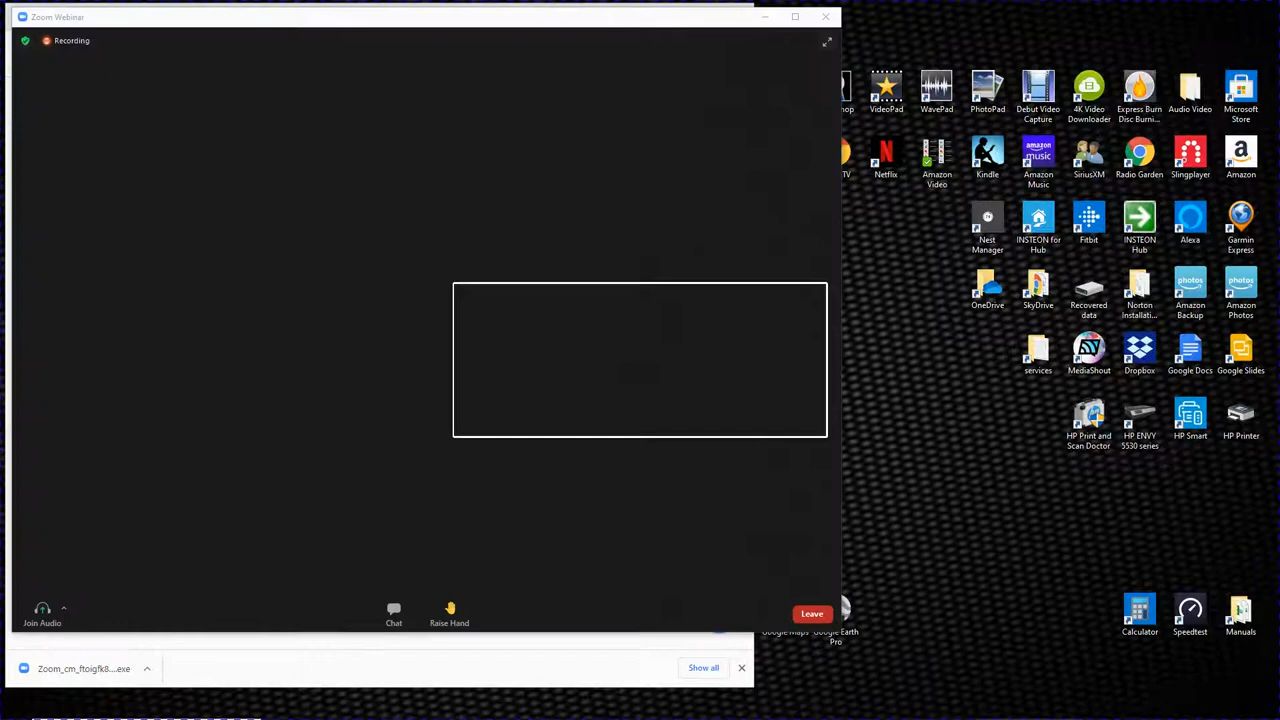 Zoom Webinar
Recording
VideoPad
WavePad
PhotoPad
Debut Video
Capture
4K Video
Downloader
Express Burn
Disc Burni...
Audio Video
Microsoft
Store
Netflix
Amazon
Video
Kindle
amazon
music
Amazon
Music
SiriusXM
Radio Garden
Slingplayer
Amazon
Nest
Manager
INSTEON for
Hub
Fitbit
INSTEON
Hub
Alexa
Garmin
Express
OneDrive
SkyDrive
Recovered
data
Norton
Installati...
photos
Amazon
Backup
photos
Amazon
Photos
services
MediaShout
Dropbox
Google Docs
Google Slides
HP Print and
Scan Doctor
HP ENVY
5530 series
HP Smart
HP Printer
Join Audio
Chat
Raise Hand
Leave
Google Earth
Pro
Calculator
Speedtest
Manuals
Zoom_cm_ftoigfk8....exe
Show all